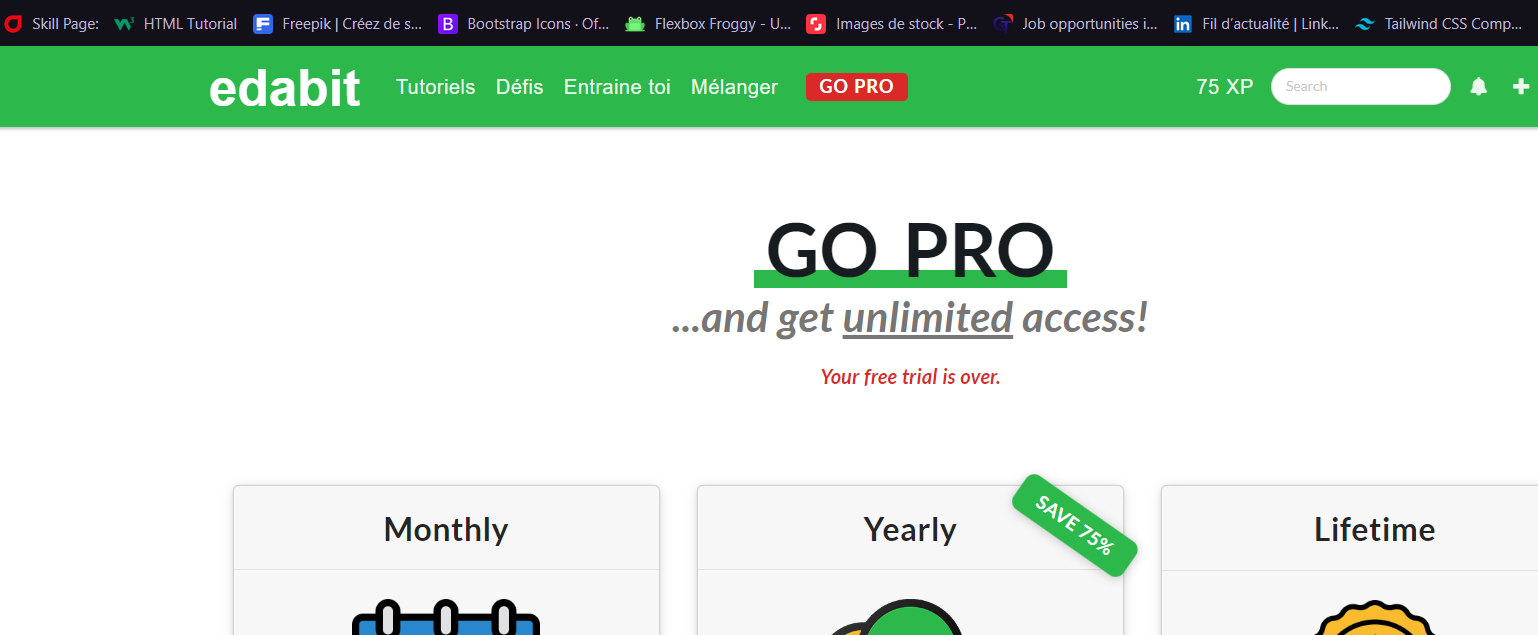 Skill Page: HTML Tutorial Freepik | Créez de s... Bootstrap Icons · Of... Flexbox Froggy - U... Images de stock - P... Job opportunities i... Fil d’actualité | Link... Tailwind CSS Comp...
edabit Tutoriels Défis Entraine toi Mélanger GO PRO 75 XP Search
GO PRO
...and get unlimited access!
Your free trial is over.
SAVE 75%
Monthly Yearly Lifetime